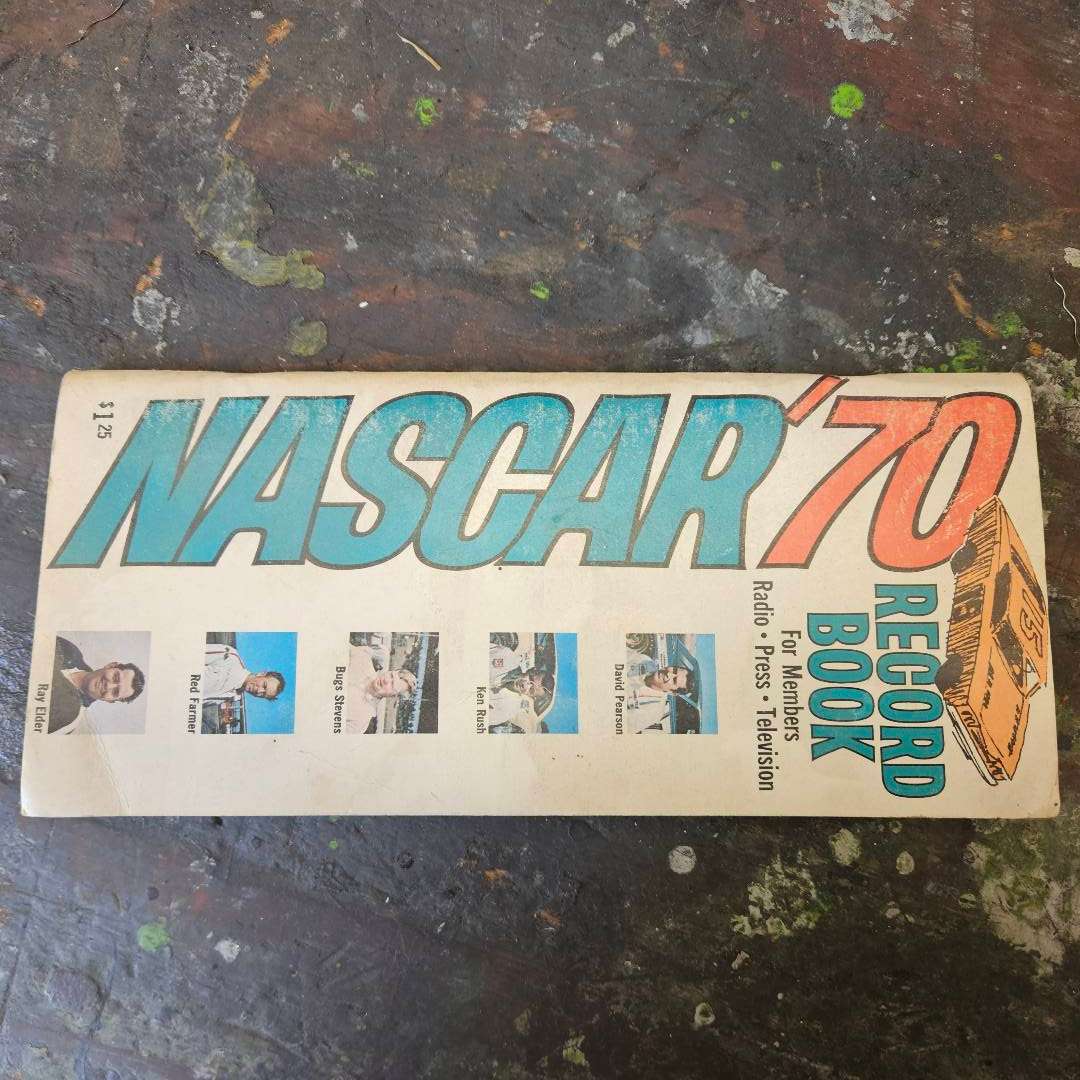 NASCAR '70
RECORD
BOOK
For Members
Radio • Press • Television
David Pearson
Ken Rush
Bugs Stevens
Red Farmer
Ray Elder
$1 25